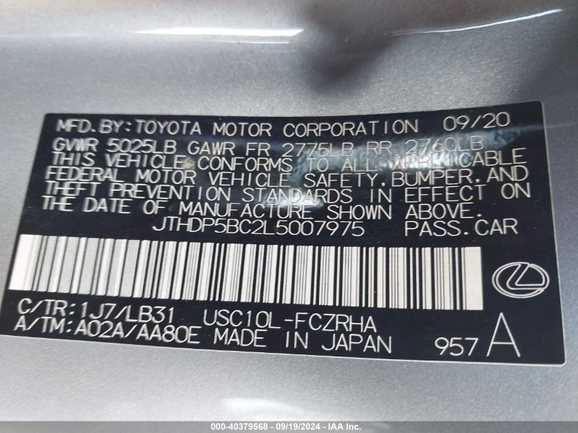 MFD.BY:TOYOTA MOTOR CORPORATION 09/20
GVWR 5025LB GAWR FR 2775LB RR 2760LB
THIS VEHICLE CONFORMS TO ALL APPLICABLE
FEDERAL MOTOR VEHICLE SAFETY,BUMPER,AND
THEFT PREVENTION STANDARDS IN EFFECT ON
THE DATE OF MANUFACTURE SHOWN ABOVE.
JTHDP5BC2L5007975 PASS.CAR
C/TR:1J7/LB31 USC10L-FCZRHA
A/TM:A02A/AA80E MADE IN JAPAN 957 A
000-40379568 - 09/19/2024 - IAA Inc.